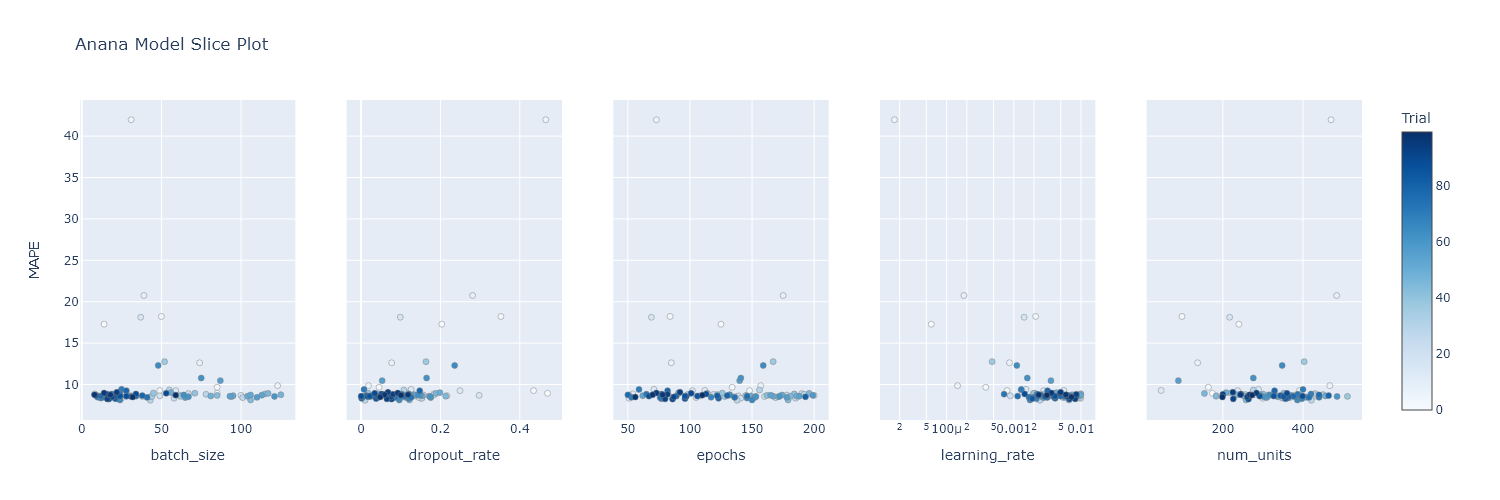 Anana Model Slice Plot
MAPE
40
35
30
25
20
15
10
0 50 100
batch_size
0 0.2 0.4
dropout_rate
50 100 150 200
epochs
2 5 100μ 2 5 0.001 2 5 0.01
learning_rate
200 400
num_units
Trial
80
60
40
20
0